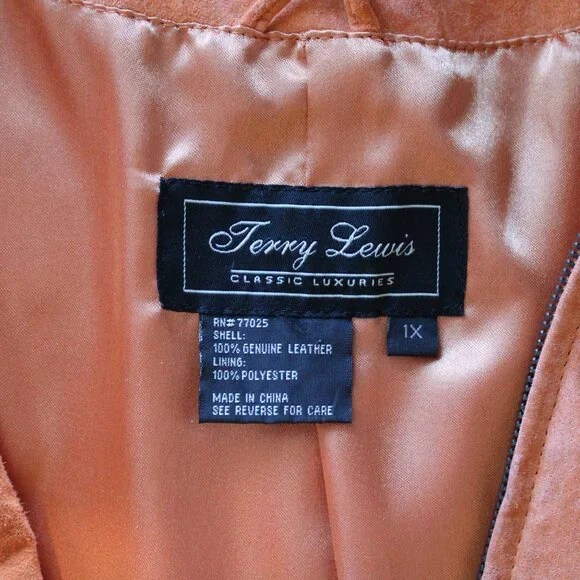 Terry Lewis
CLASSIC LUXURIES
1X
RN# 77025
SHELL:
100% GENUINE LEATHER
LINING:
100% POLYESTER
MADE IN CHINA
SEE REVERSE FOR CARE